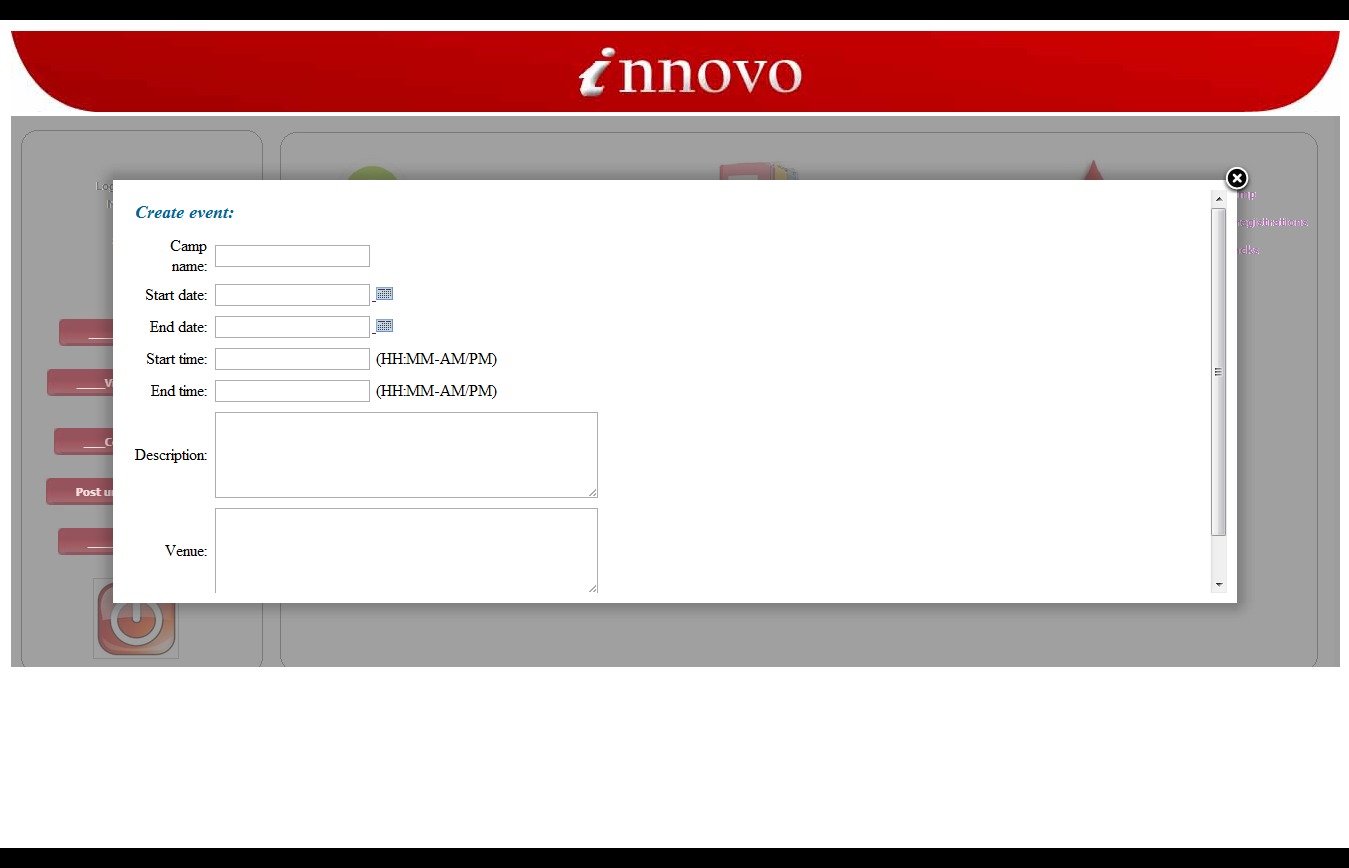 innovo
Create event:
Camp
name:
Start date:
End date:
Start time: (HH:MM-AM/PM)
End time: (HH:MM-AM/PM)
Description:
Venue:
Post